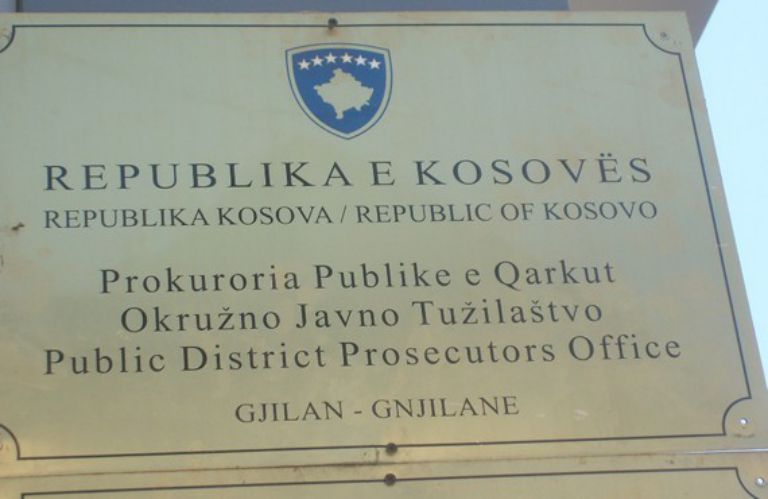 REPUBLIKA E KOSOVËS
REPUBLIKA KOSOVA / REPUBLIC OF KOSOVO
Prokuroria Publike e Qarkut
Okružno Javno Tužilaštvo
Public District Prosecutors Office
GJILAN - GNJILANE